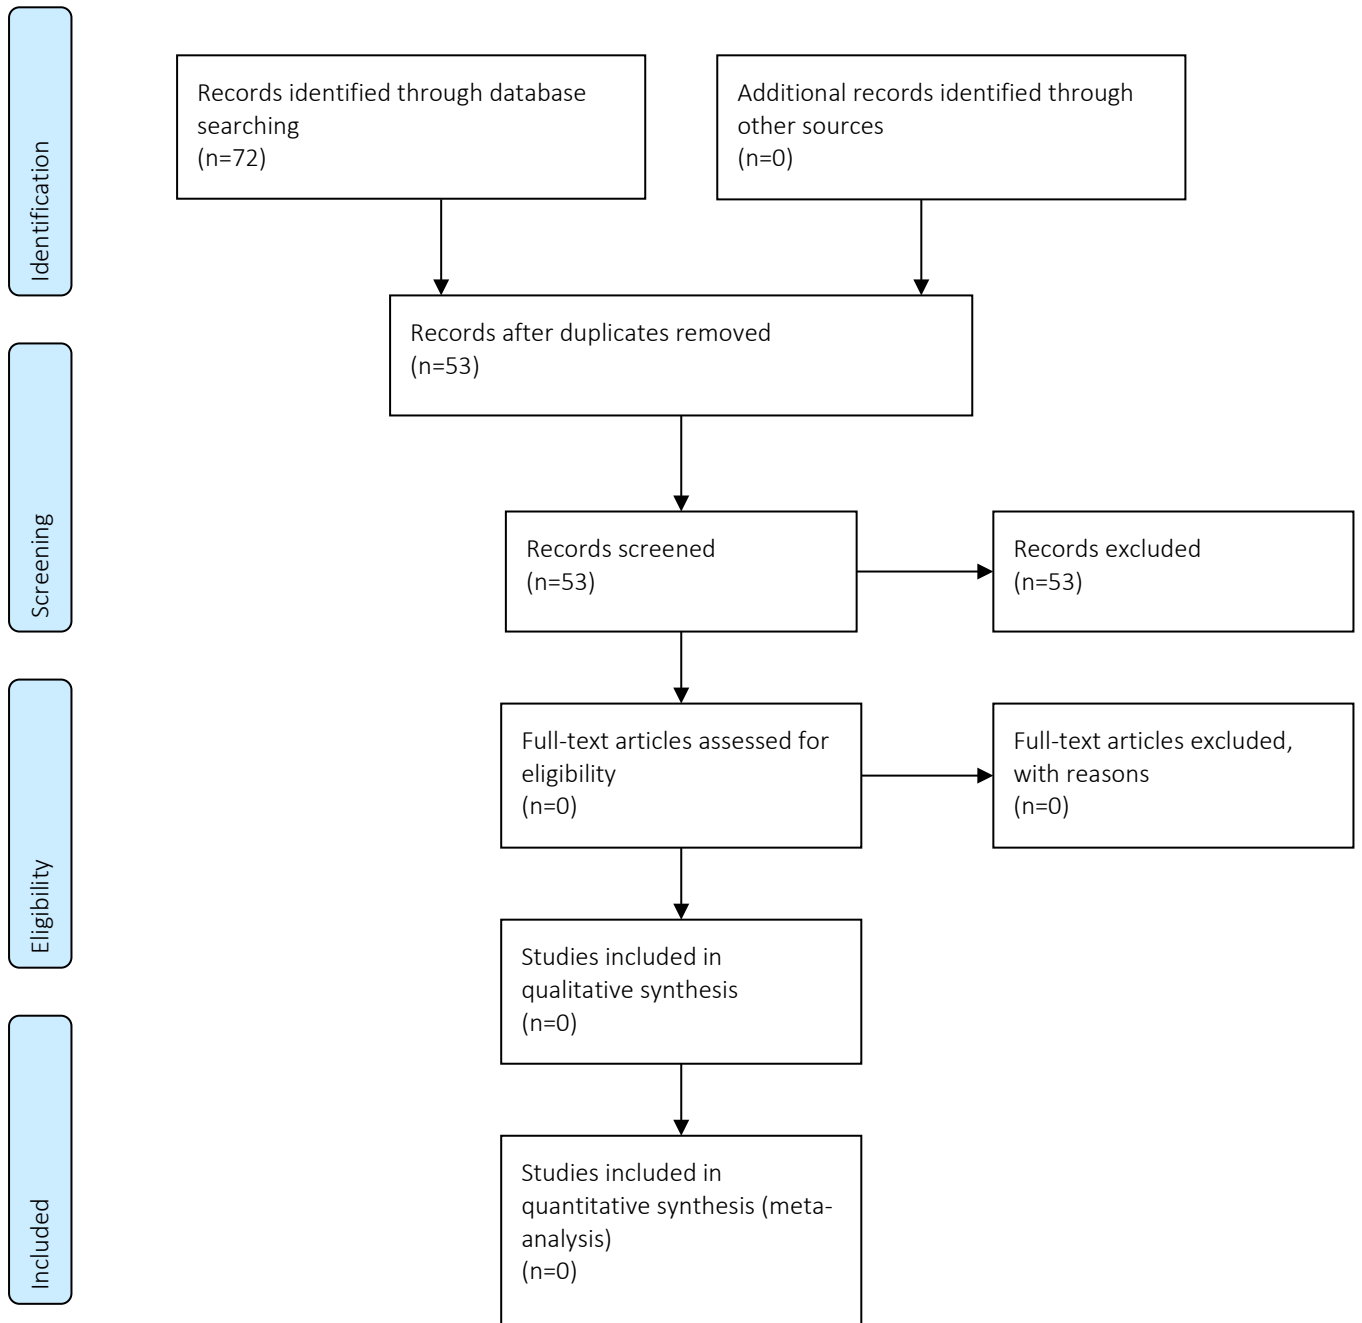 Identification
Records identified through database
searching
(n=72)
Additional records identified through
other sources
(n=0)
Records after duplicates removed
(n=53)
Screening
Records screened
(n=53)
Records excluded
(n=53)
Eligibility
Full-text articles assessed for
eligibility
(n=0)
Full-text articles excluded,
with reasons
(n=0)
Studies included in
qualitative synthesis
(n=0)
Included
Studies included in
quantitative synthesis (meta-
analysis)
(n=0)